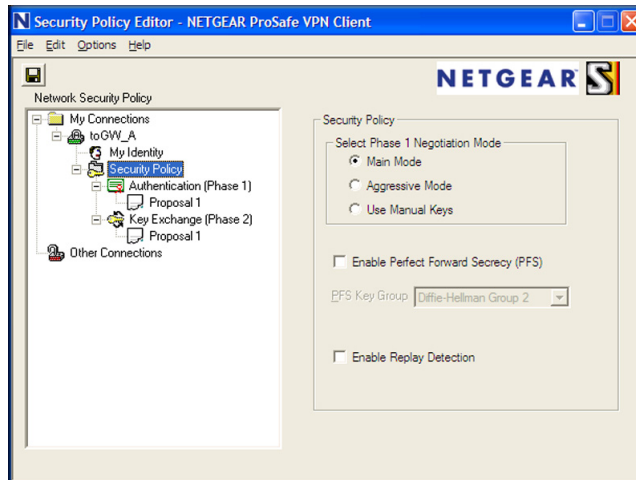 N Security Policy Editor - NETGEAR ProSafe VPN Client
File Edit Options Help
NETGEAR S
Network Security Policy
My Connections
toGW_A
My Identity
Security Policy
Authentication (Phase 1)
Proposal 1
Key Exchange (Phase 2)
Proposal 1
Other Connections
Security Policy
Select Phase 1 Negotiation Mode
Main Mode
Aggressive Mode
Use Manual Keys
Enable Perfect Forward Secrecy (PFS)
PFS Key Group Diffie-Hellman Group 2
Enable Replay Detection